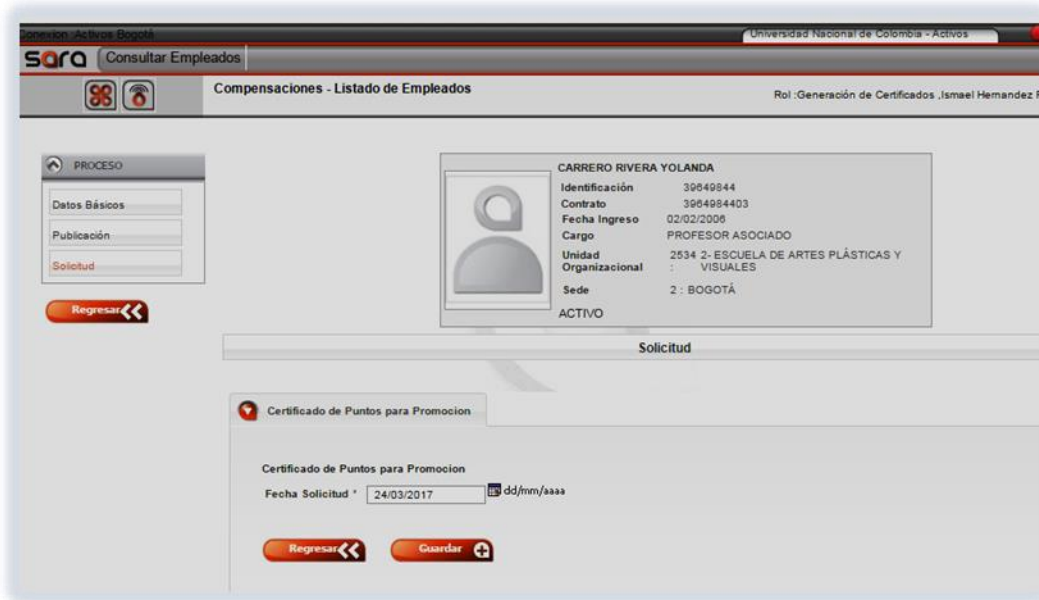 Conexion :Activos Bogotá
Universidad Nacional de Colombia - Activos
sara Consultar Empleados
Compensaciones - Listado de Empleados
Rol :Generación de Certificados ,Ismael Hernandez
PROCESO
Datos Básicos
Publicación
Solicitud
Regresar
CARRERO RIVERA YOLANDA
Identificación 39649844
Contrato 3964984403
Fecha Ingreso 02/02/2006
Cargo PROFESOR ASOCIADO
Unidad 2534 2- ESCUELA DE ARTES PLÁSTICAS Y
Organizacional : VISUALES
Sede 2 : BOGOTÁ
ACTIVO
Solicitud
Certificado de Puntos para Promocion
Certificado de Puntos para Promocion
Fecha Solicitud * 24/03/2017 dd/mm/aaaa
Regresar Guardar